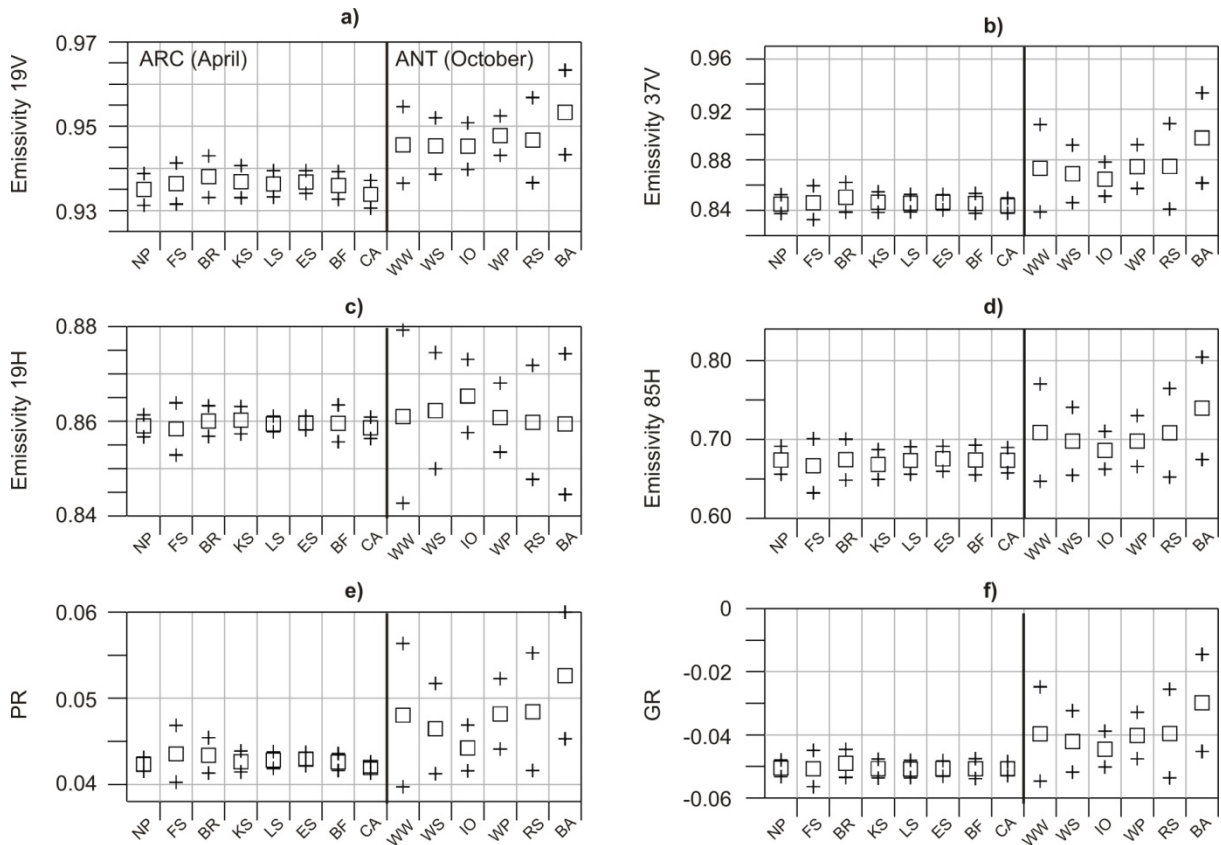 a)
Emissivity 19V
0.97
0.95
0.93
ARC (April)
ANT (October)
NP FS BR KS LS ES BF CA WW WS IO WP RS BA
b)
Emissivity 37V
0.96
0.92
0.88
0.84
NP FS BR KS LS ES BF CA WW WS IO WP RS BA
c)
Emissivity 19H
0.88
0.86
0.84
NP FS BR KS LS ES BF CA WW WS IO WP RS BA
d)
Emissivity 85H
0.80
0.70
0.60
NP FS BR KS LS ES BF CA WW WS IO WP RS BA
e)
PR
0.06
0.05
0.04
NP FS BR KS LS ES BF CA WW WS IO WP RS BA
f)
GR
0
-0.02
-0.04
-0.06
NP FS BR KS LS ES BF CA WW WS IO WP RS BA